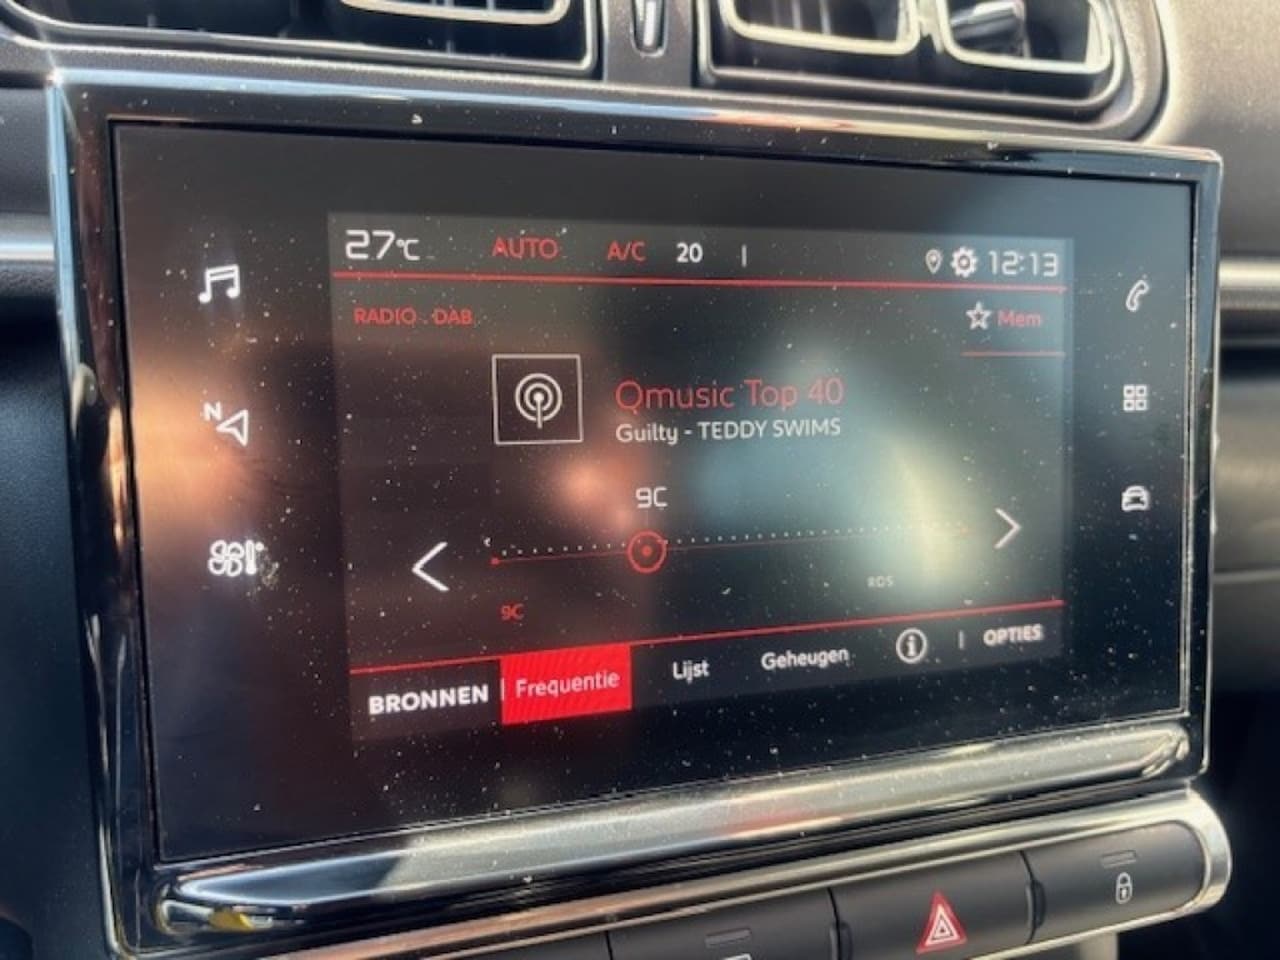 27°C AUTO A/C 20 | 12:13
RADIO . DAB
Mem
Qmusic Top 40
Guilty - TEDDY SWIMS
N
9C
RDS
9C
BRONNEN | Frequentie Lijst Geheugen i | OPTIES